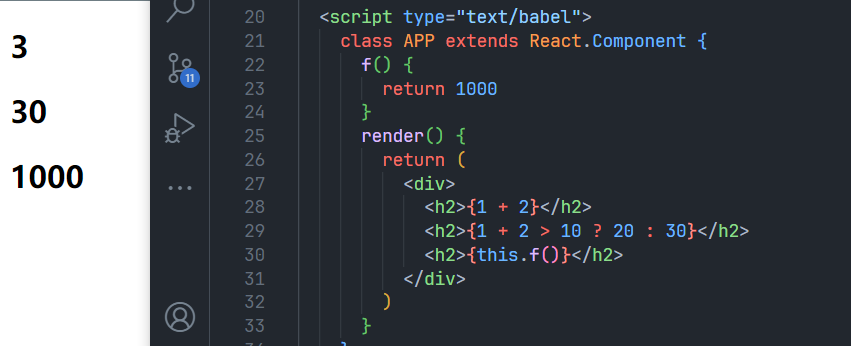 3
30
1000
11
20 <script type="text/babel">
21 class APP extends React.Component {
22 f() {
23 return 1000
24 }
25 render() {
26 return (
27 <div>
28 <h2>{1 + 2}</h2>
29 <h2>{1 + 2 > 10 ? 20 : 30}</h2>
30 <h2>{this.f()}</h2>
31 </div>
32 )
33 }